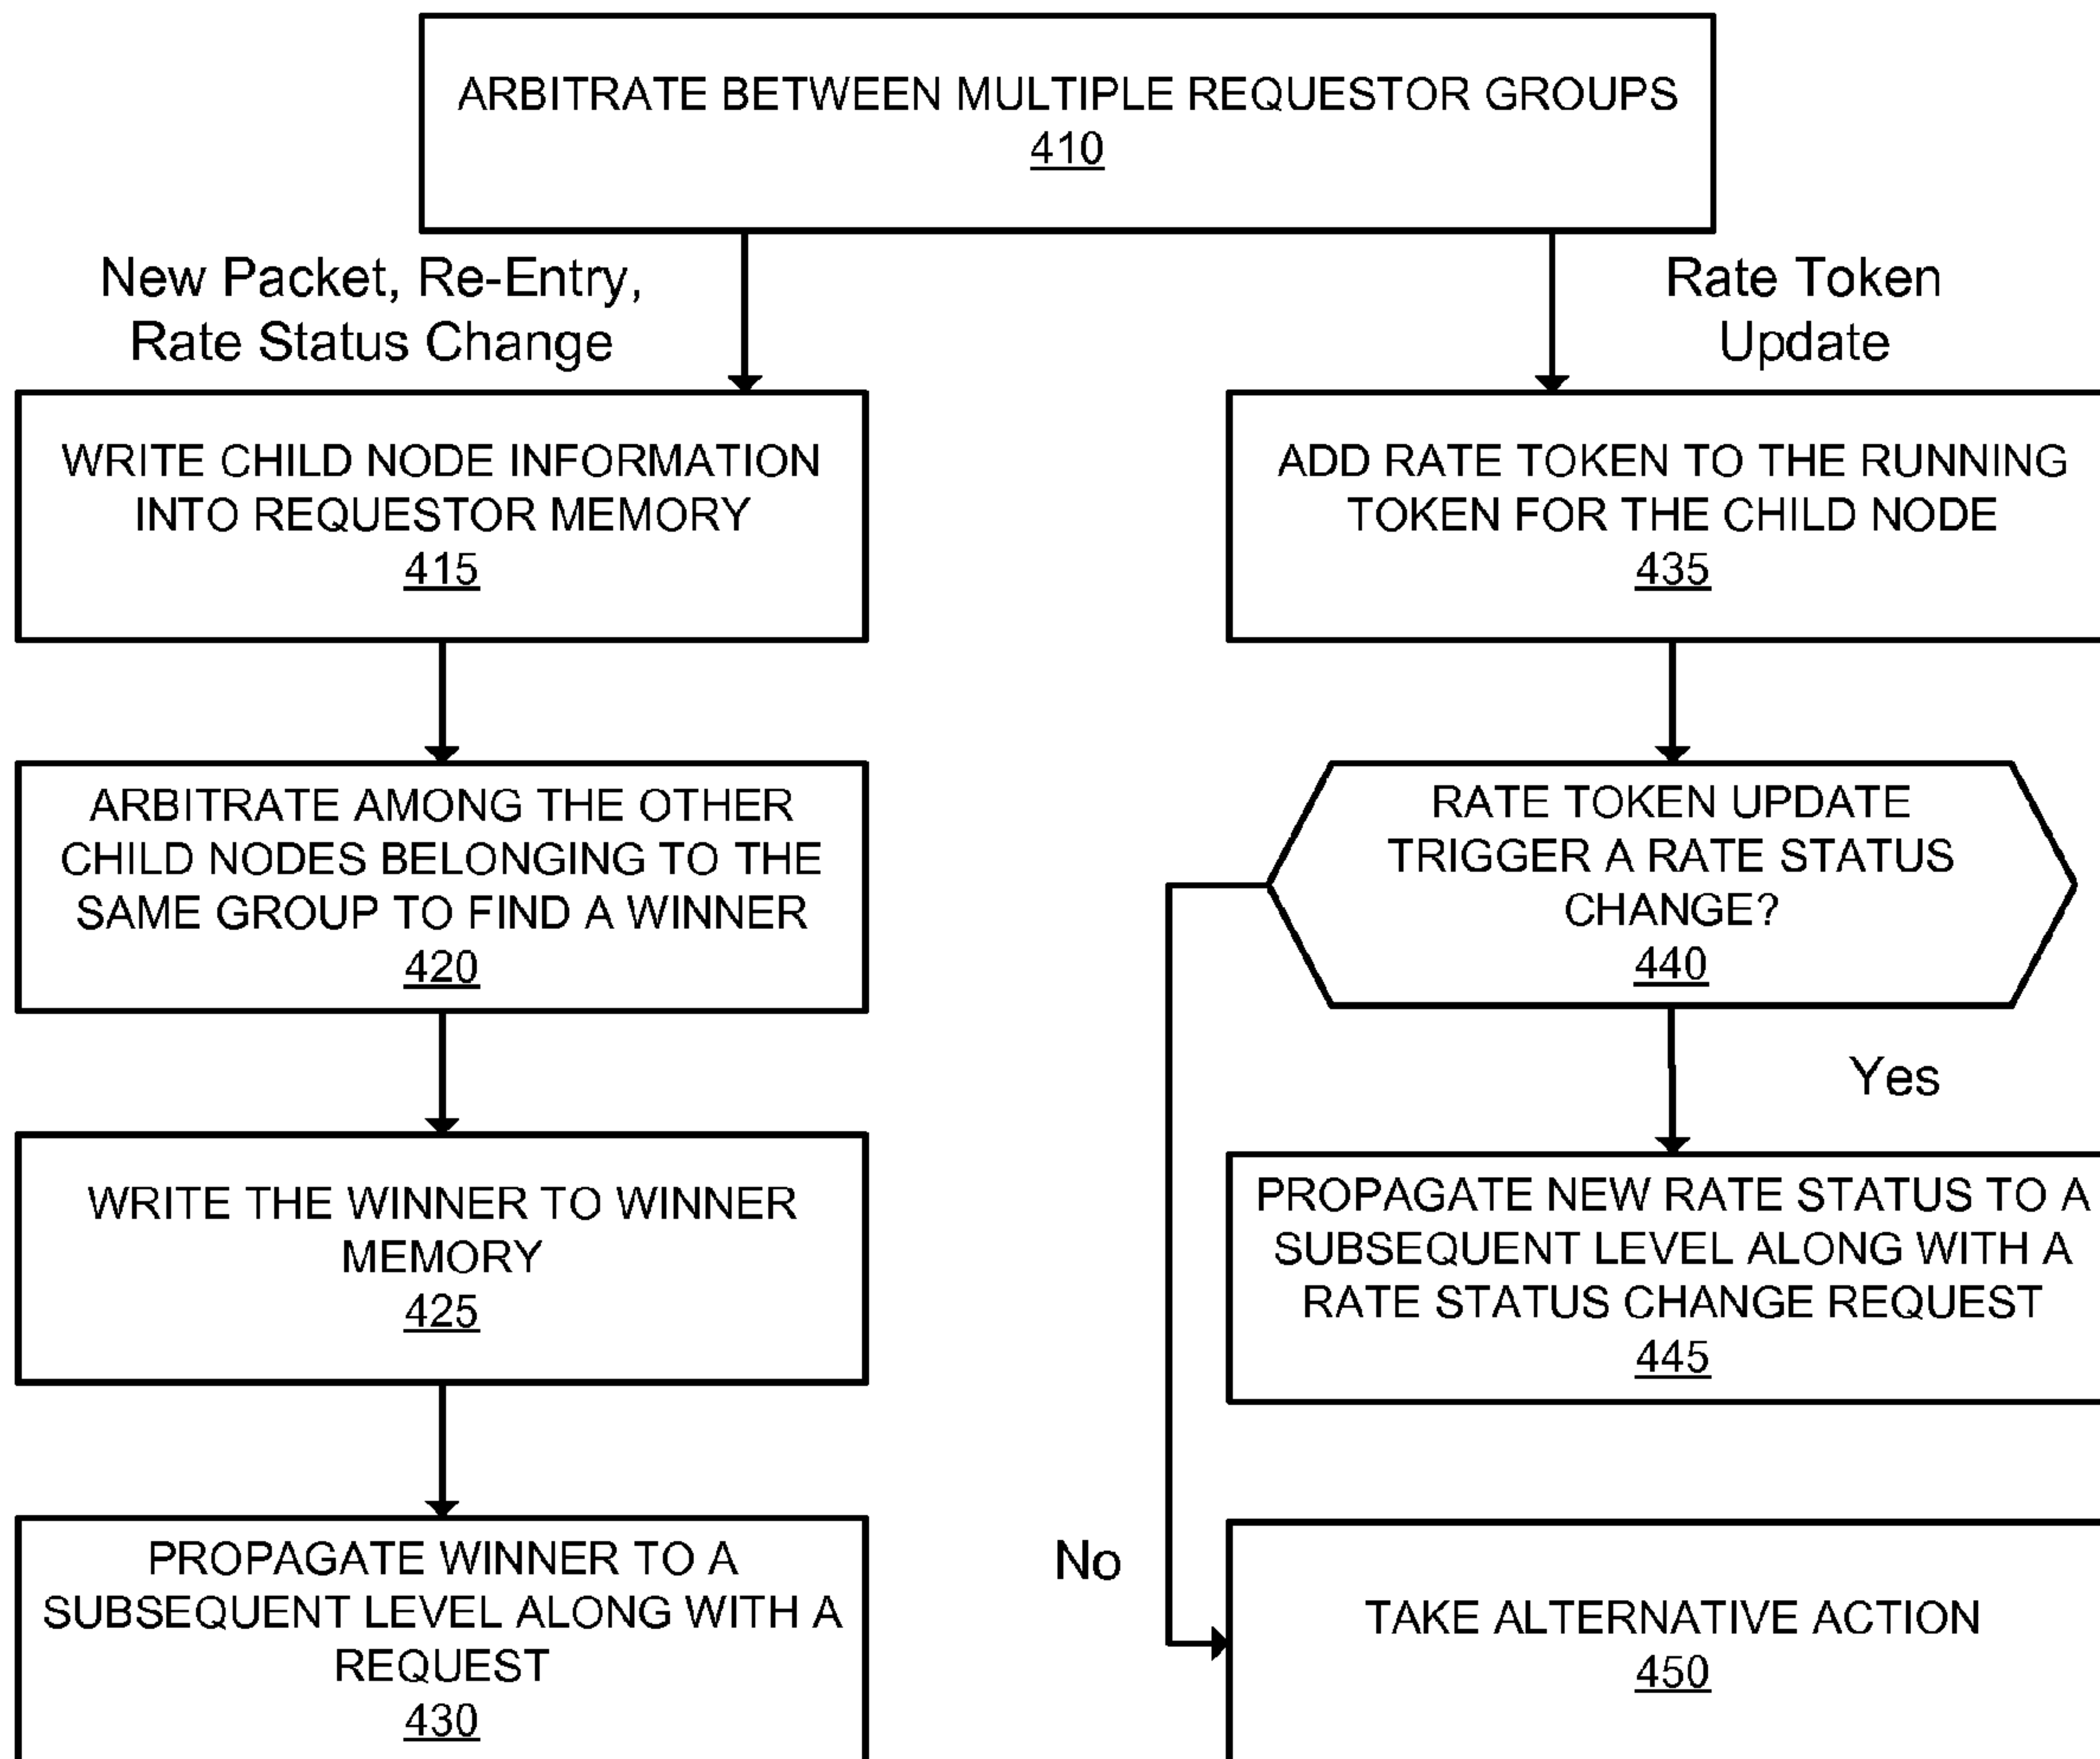 ARBITRATE BETWEEN MULTIPLE REQUESTOR GROUPS
410
New Packet, Re-Entry,
Rate Status Change
Rate Token
Update
WRITE CHILD NODE INFORMATION
INTO REQUESTOR MEMORY
415
ADD RATE TOKEN TO THE RUNNING
TOKEN FOR THE CHILD NODE
435
ARBITRATE AMONG THE OTHER
CHILD NODES BELONGING TO THE
SAME GROUP TO FIND A WINNER
420
RATE TOKEN UPDATE
TRIGGER A RATE STATUS
CHANGE?
440
Yes
WRITE THE WINNER TO WINNER
MEMORY
425
PROPAGATE NEW RATE STATUS TO A
SUBSEQUENT LEVEL ALONG WITH A
RATE STATUS CHANGE REQUEST
445
PROPAGATE WINNER TO A
SUBSEQUENT LEVEL ALONG WITH A
REQUEST
430
No
TAKE ALTERNATIVE ACTION
450